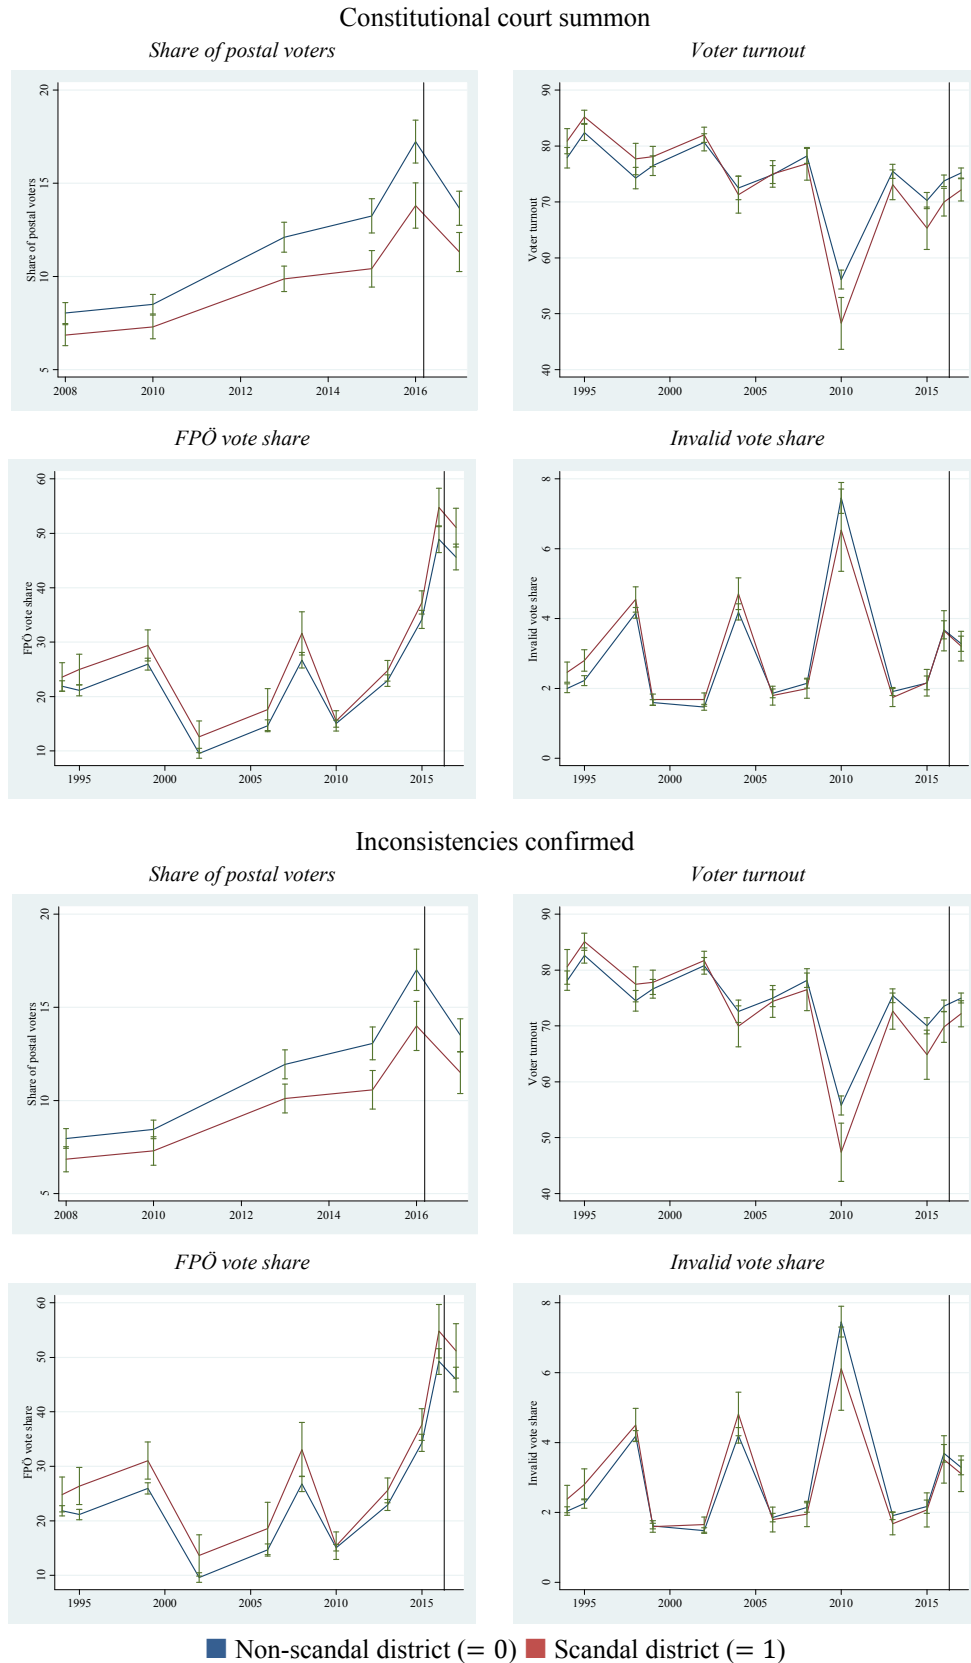 Constitutional court summon
Share of postal voters
Voter turnout
20
15
10
5
Share of postal voters
2008 2010 2012 2014 2016
90
80
70
60
50
40
Voter turnout
1995 2000 2005 2010 2015
FPÖ vote share
Invalid vote share
60
50
40
30
20
10
FPÖ vote share
1995 2000 2005 2010 2015
8
6
4
2
0
Invalid vote share
1995 2000 2005 2010 2015
Inconsistencies confirmed
Share of postal voters
Voter turnout
20
15
10
5
Share of postal voters
2008 2010 2012 2014 2016
90
80
70
60
50
40
Voter turnout
1995 2000 2005 2010 2015
FPÖ vote share
Invalid vote share
60
50
40
30
20
10
FPÖ vote share
1995 2000 2005 2010 2015
8
6
4
2
0
Invalid vote share
1995 2000 2005 2010 2015
Non-scandal district (= 0) Scandal district (= 1)